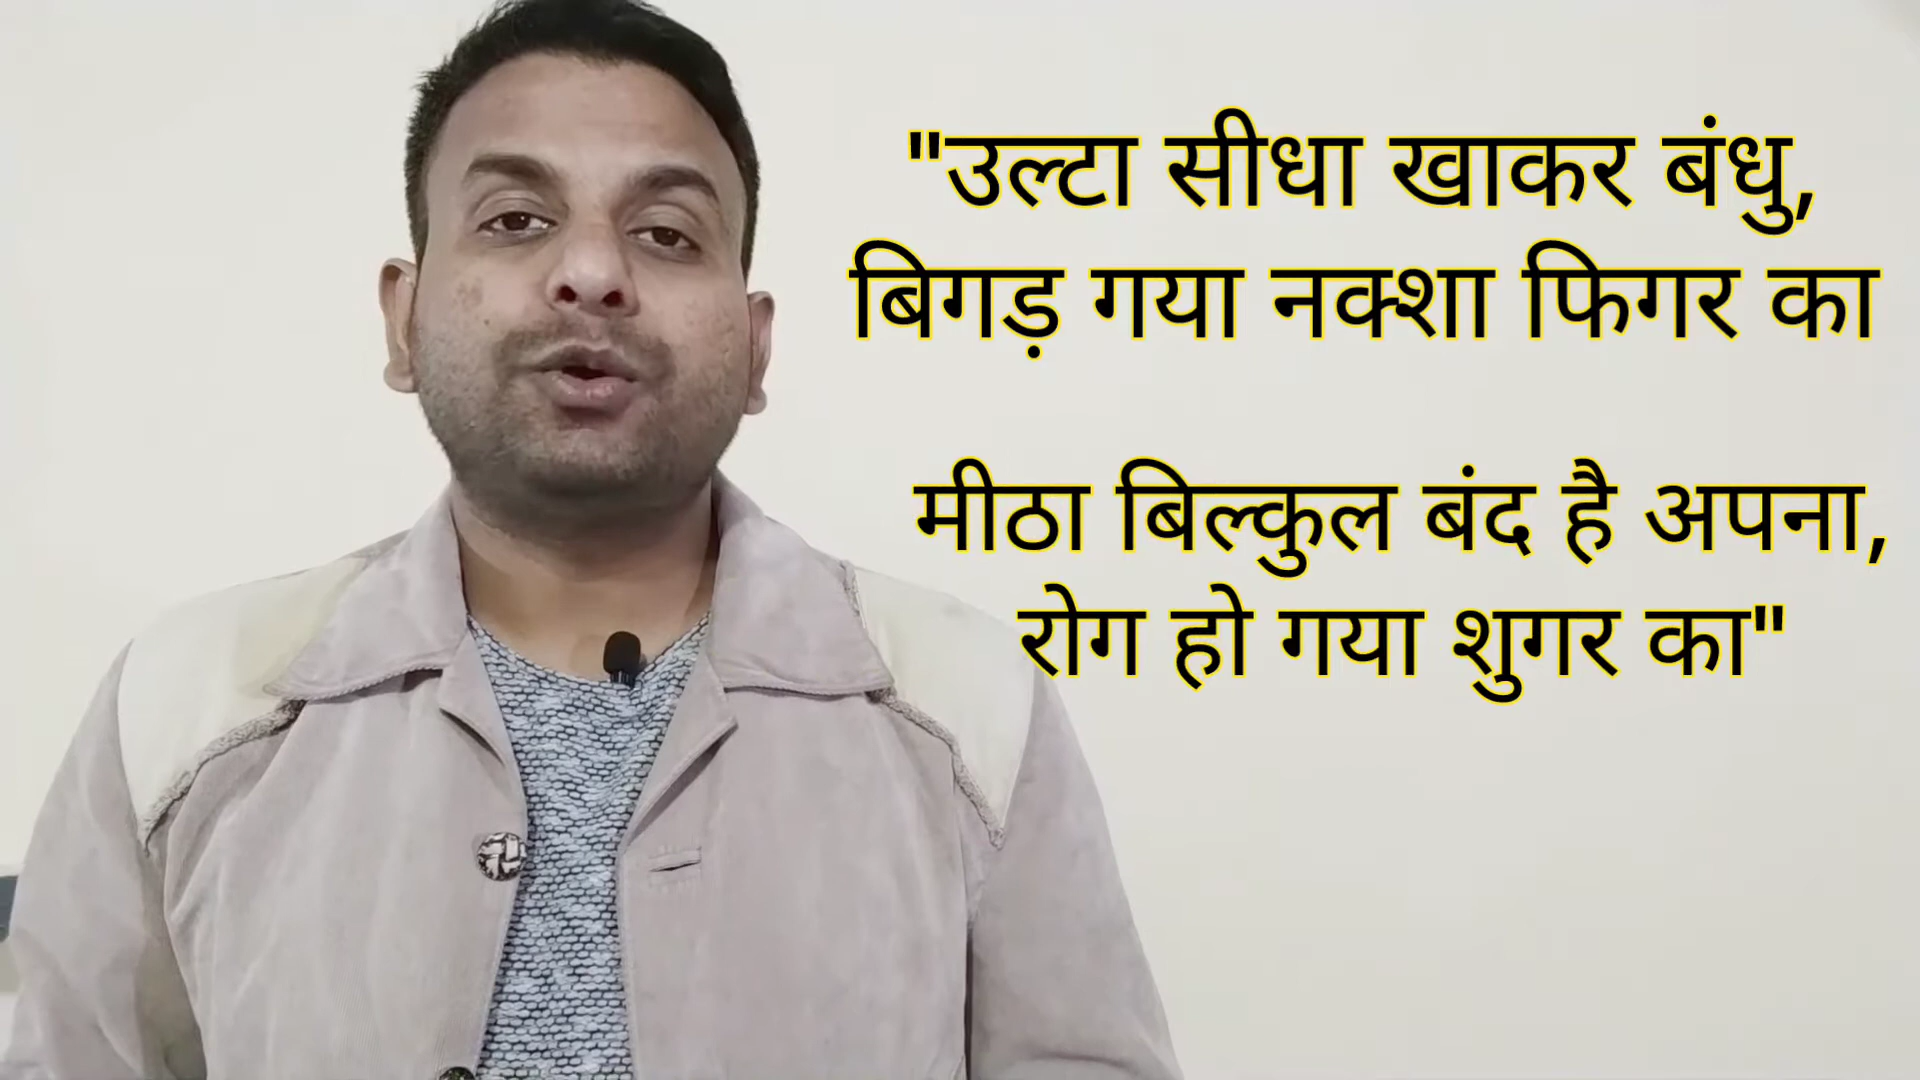 "उल्टा सीधा खाकर बंधु,
बिगड़ गया नक्शा फिगर का
मीठा बिल्कुल बंद है अपना,
रोग हो गया शुगर का"